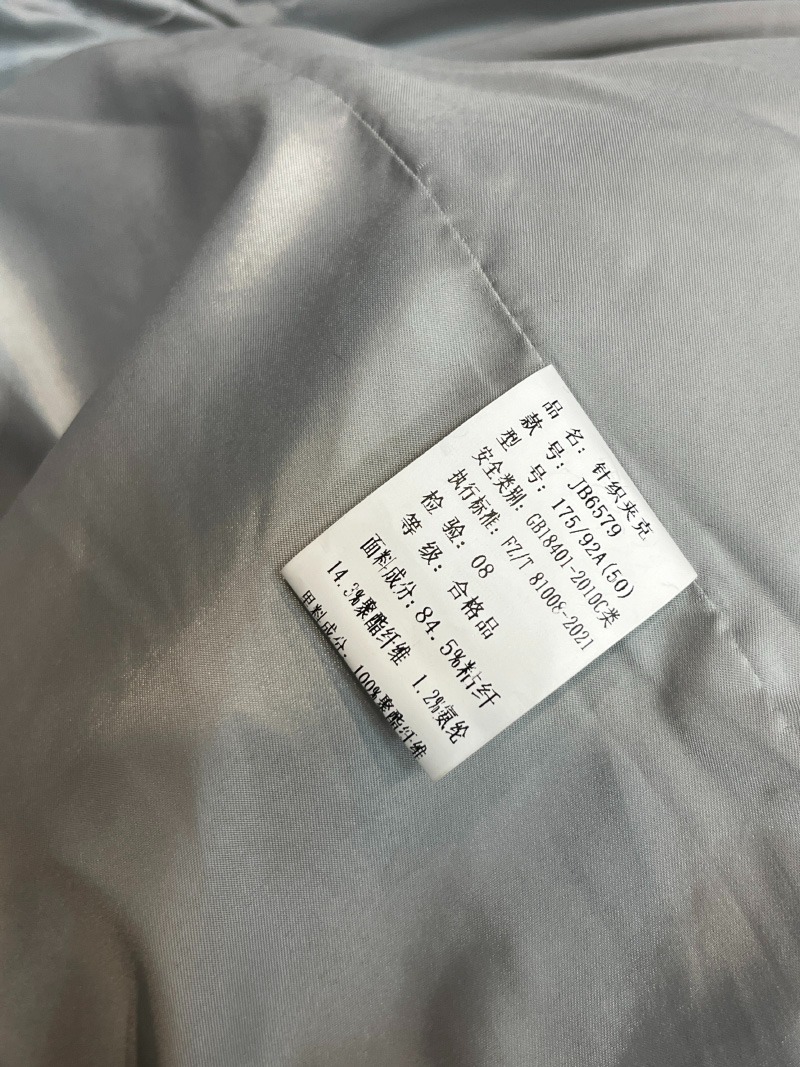 品 名: 针织夹克
款 号: JB6579
型 号: 175/92A(50)
安全类别: GB18401-2010C类
执行标准: FZ/T 81008-2021
检 验: 08
等 级: 合格品
面料成分: 84.5%粘纤
14.3%聚酯纤维 1.2%氨纶
里料成分: 100%聚酯纤维